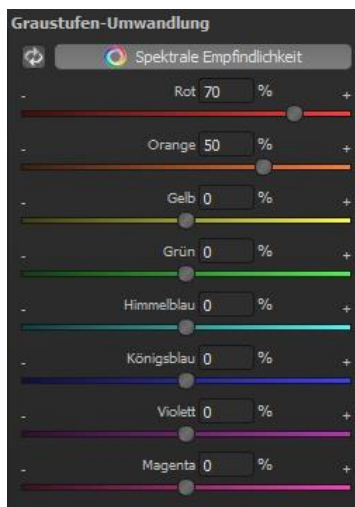 Graustufen-Umwandlung
Spektrale Empfindlichkeit
- Rot 70 % +
- Orange 50 % +
- Gelb 0 % +
- Grün 0 % +
- Himmelblau 0 % +
- Königsblau 0 % +
- Violett 0 % +
- Magenta 0 % +